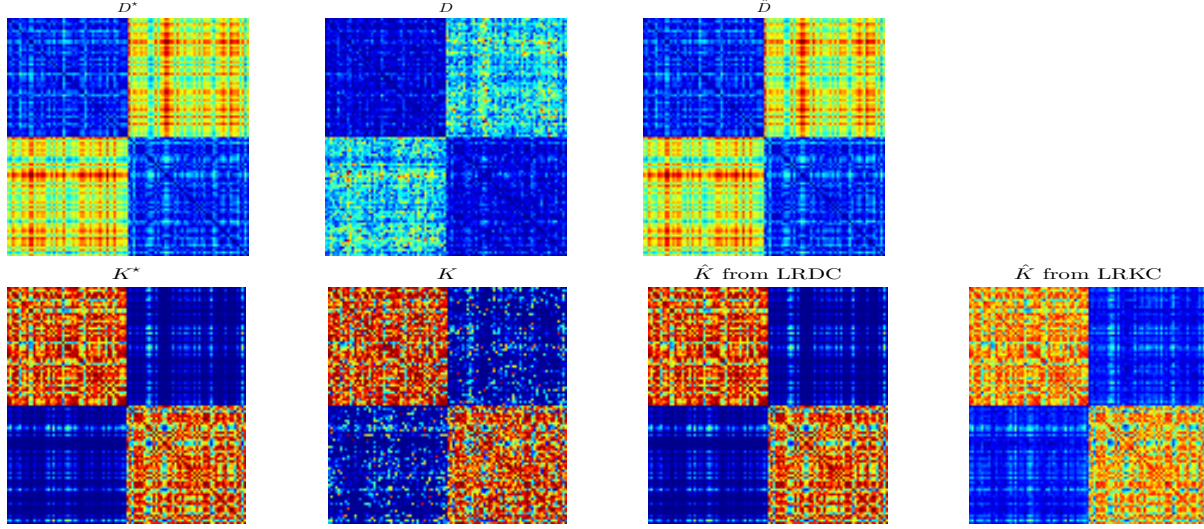 D⋆
D
D̂
K⋆
K
K̂ from LRDC
K̂ from LRKC